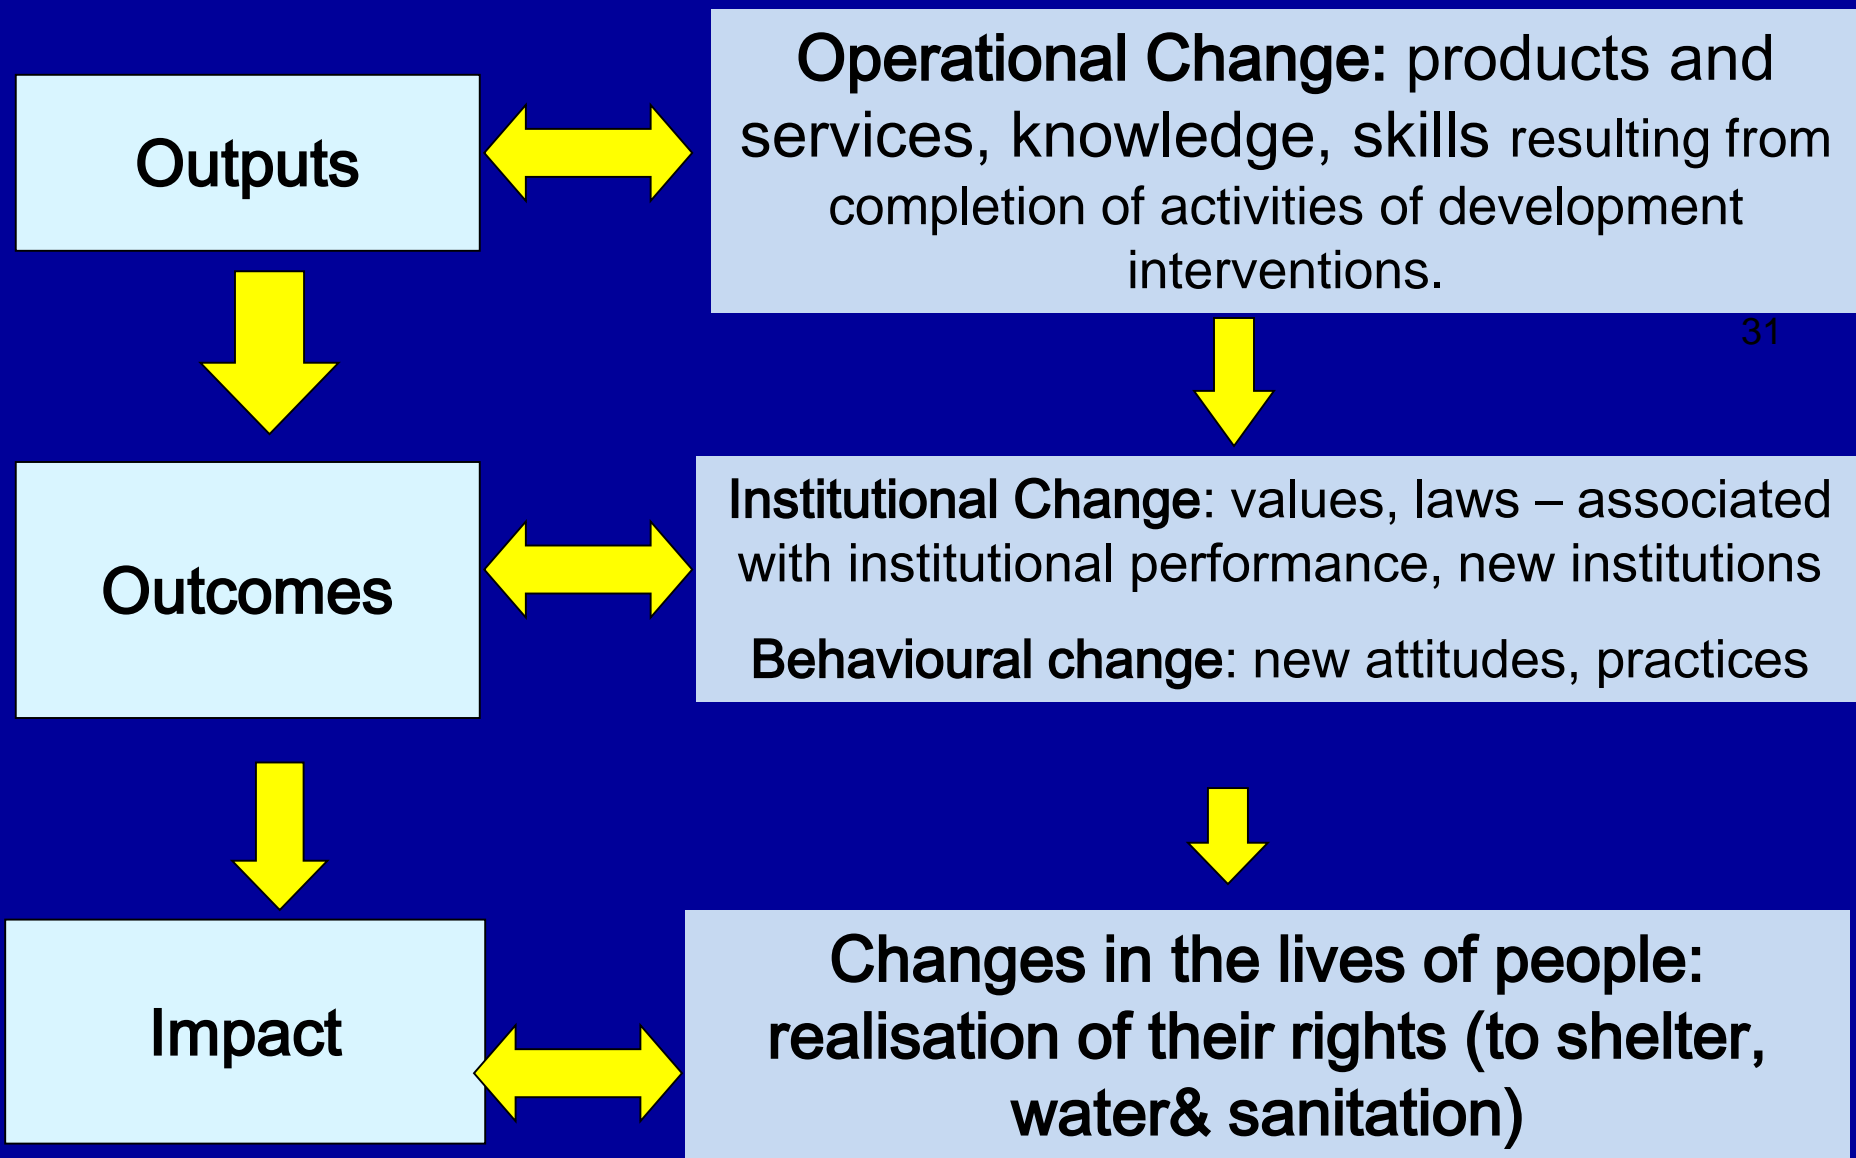 Outputs
Operational Change: products and
services, knowledge, skills resulting from
completion of activities of development
interventions.
31
Outcomes
Institutional Change: values, laws – associated
with institutional performance, new institutions
Behavioural change: new attitudes, practices
Impact
Changes in the lives of people:
realisation of their rights (to shelter,
water& sanitation)